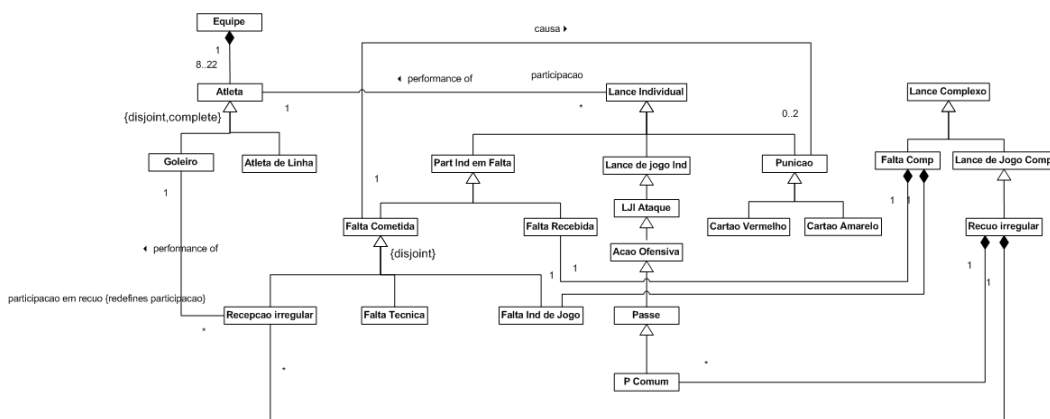 Equipe
causa
1
8..22
◀ performance of
participacao
Atleta
Lance Individual
Lance Complexo
1
*
{disjoint,complete}
0..2
Goleiro
Atleta de Linha
Part Ind em Falta
Lance de jogo Ind
Punicao
Falta Comp
Lance de Jogo Comp
1
1
1
1
LJI Ataque
Falta Cometida
Falta Recebida
Cartao Vermelho
Cartao Amarelo
Recuo irregular
◀ performance of
{disjoint}
Acao Ofensiva
1
1
1
1
participacao em recuo {redefines participacao}
Recepcao irregular
Falta Tecnica
Falta Ind de Jogo
Passe
*
*
*
P Comum